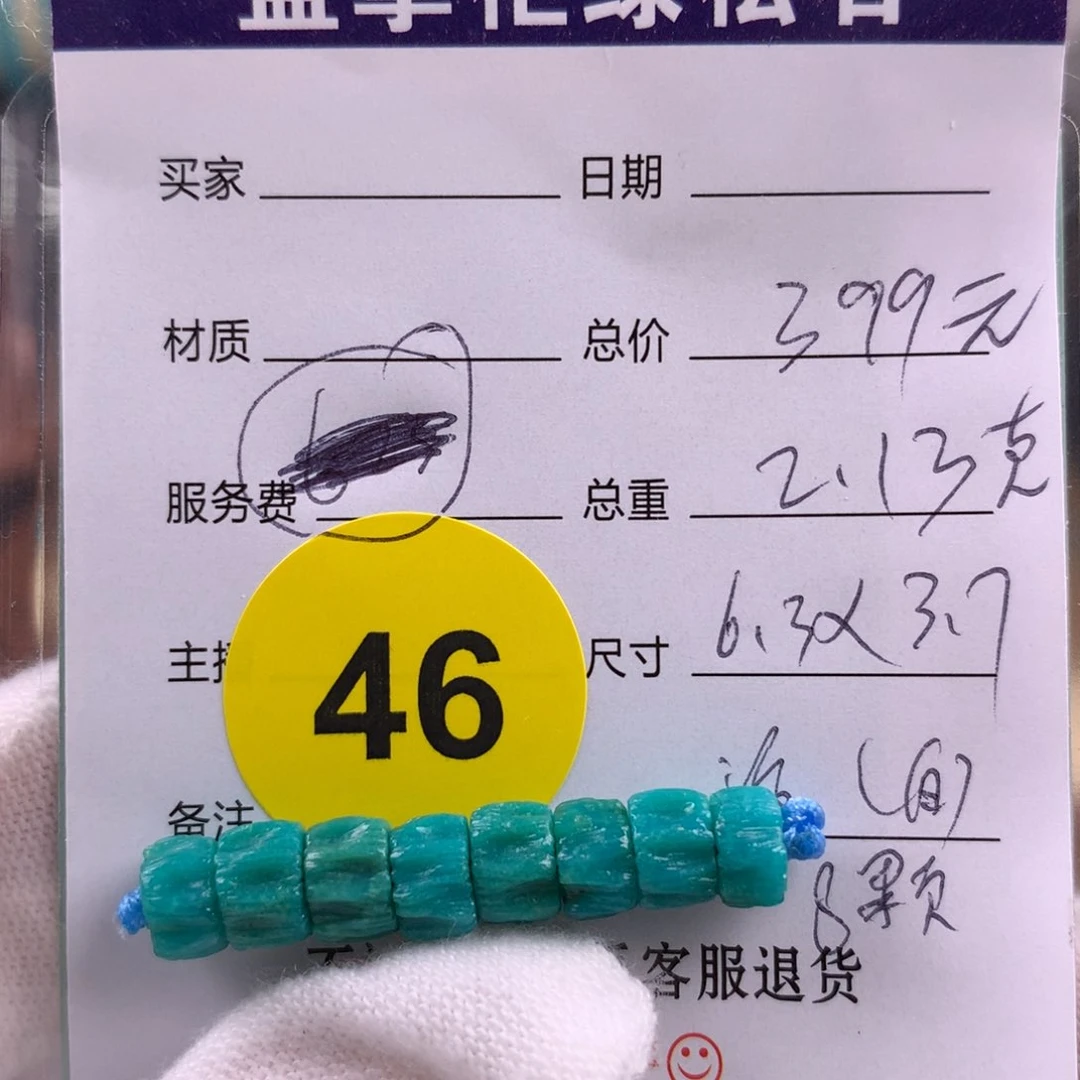 买家 日期
材质 总价 399元
服务费 总重 2.13克
46
主 尺寸 6.3X3.7
备注 (自)
8颗
客服退货